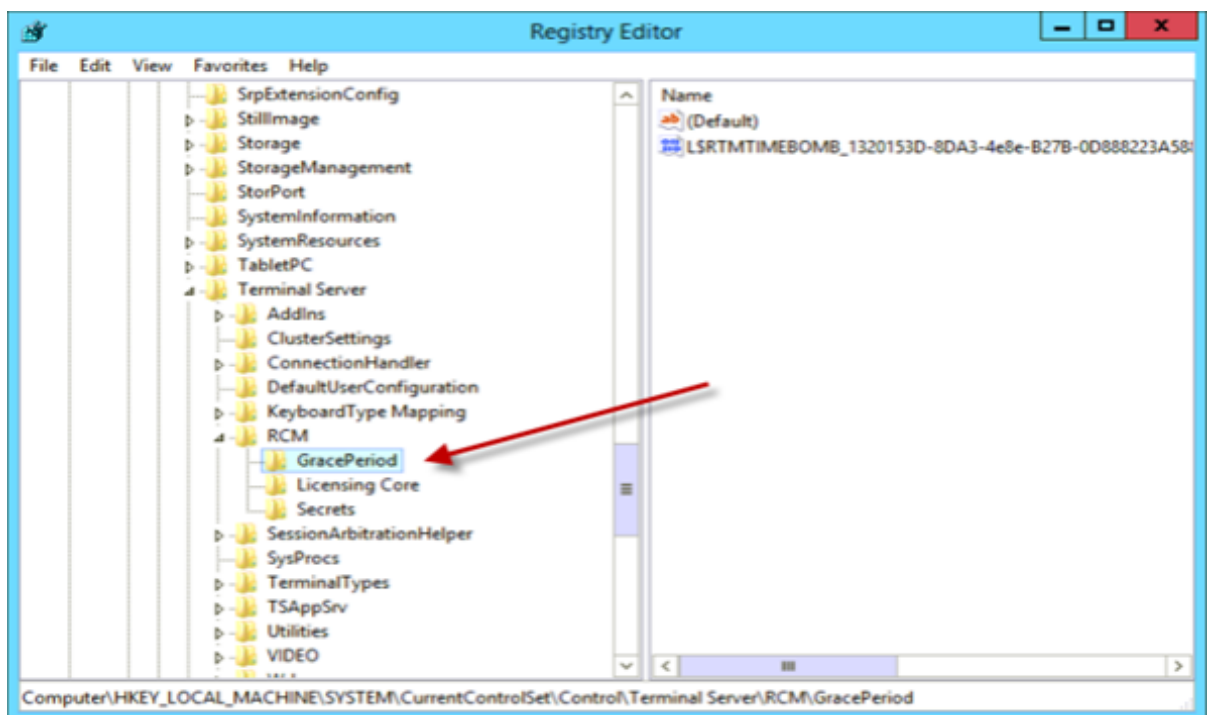 Registry Editor
File Edit View Favorites Help
SrpExtensionConfig
StillImage
Storage
StorageManagement
StorPort
SystemInformation
SystemResources
TabletPC
Terminal Server
AddIns
ClusterSettings
ConnectionHandler
DefaultUserConfiguration
KeyboardType Mapping
RCM
GracePeriod
Licensing Core
Secrets
SessionArbitrationHelper
SysProcs
TerminalTypes
TSAppSrv
Utilities
VIDEO
Name
(Default)
L$RTMTIMEBOMB_1320153D-8DA3-4e8e-B27B-0D888223A58
Computer\HKEY_LOCAL_MACHINE\SYSTEM\CurrentControlSet\Control\Terminal Server\RCM\GracePeriod